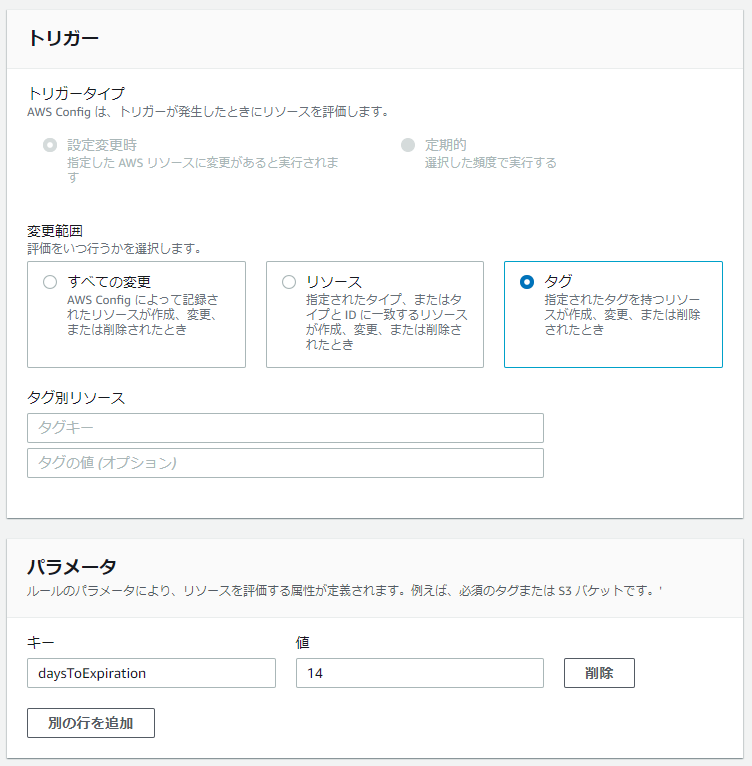 トリガー
トリガータイプ
AWS Config は、トリガーが発生したときにリソースを評価します。
設定変更時
指定した AWS リソースに変更があると実行されま
す
定期的
選択した頻度で実行する
変更範囲
評価をいつ行うかを選択します。
すべての変更
AWS Config によって記録さ
れたリソースが作成、変更、
または削除されたとき
リソース
指定されたタイプ、またはタ
イプと ID に一致するリソース
が作成、変更、または削除さ
れたとき
タグ
指定されたタグを持つリソー
スが作成、変更、または削除
されたとき
タグ別リソース
タグキー
タグの値 (オプション)
パラメータ
ルールのパラメータにより、リソースを評価する属性が定義されます。例えば、必須のタグまたは S3 バケットです。'
キー
値
daysToExpiration
14
削除
別の行を追加